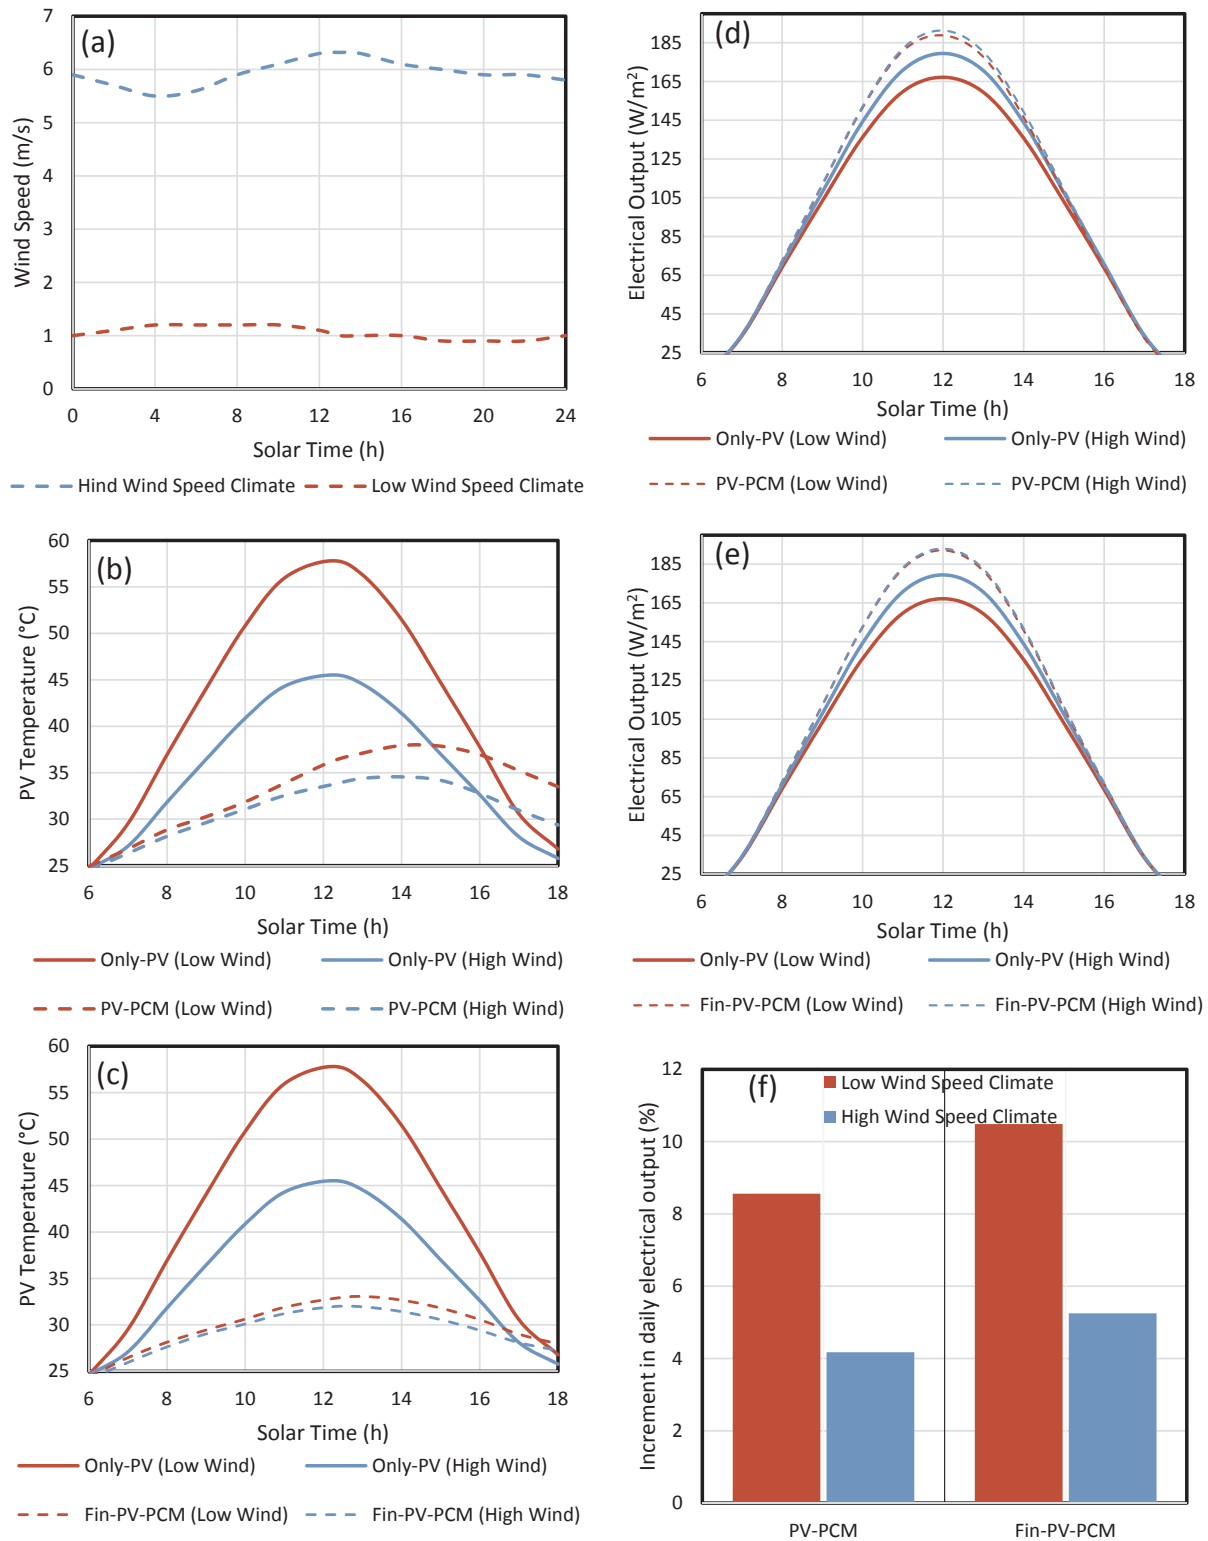 (a)
7
6
5
4
3
2
1
0
Wind Speed (m/s)
0 4 8 12 16 20 24
Solar Time (h)
Hind Wind Speed Climate Low Wind Speed Climate
(b)
60
55
50
45
40
35
30
25
PV Temperature (°C)
6 8 10 12 14 16 18
Solar Time (h)
Only-PV (Low Wind) Only-PV (High Wind)
PV-PCM (Low Wind) PV-PCM (High Wind)
(c)
60
55
50
45
40
35
30
25
PV Temperature (°C)
6 8 10 12 14 16 18
Solar Time (h)
Only-PV (Low Wind) Only-PV (High Wind)
Fin-PV-PCM (Low Wind) Fin-PV-PCM (High Wind)
(d)
185
165
145
125
105
85
65
45
25
Electrical Output (W/m²)
6 8 10 12 14 16 18
Solar Time (h)
Only-PV (Low Wind) Only-PV (High Wind)
PV-PCM (Low Wind) PV-PCM (High Wind)
(e)
185
165
145
125
105
85
65
45
25
Electrical Output (W/m²)
6 8 10 12 14 16 18
Solar Time (h)
Only-PV (Low Wind) Only-PV (High Wind)
Fin-PV-PCM (Low Wind) Fin-PV-PCM (High Wind)
(f)
Low Wind Speed Climate
High Wind Speed Climate
12
10
8
6
4
2
0
Increment in daily electrical output (%)
PV-PCM Fin-PV-PCM